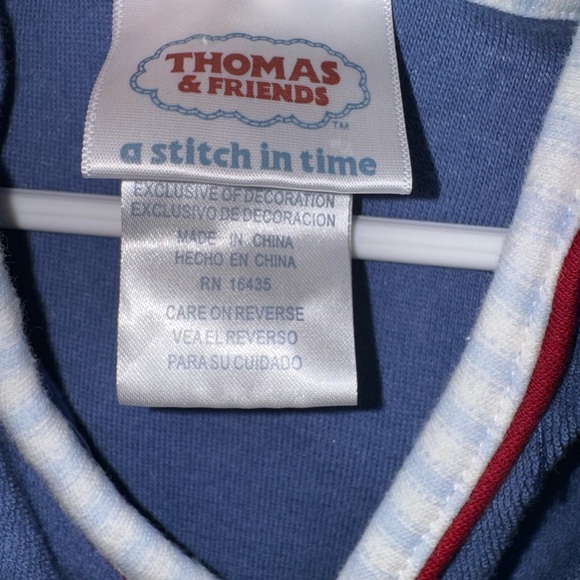 THOMAS
& FRIENDS
TM
a stitch in time
EXCLUSIVE OF DECORATION
EXCLUSIVO DE DECORACION
MADE IN CHINA
HECHO EN CHINA
RN 16435
CARE ON REVERSE
VEA EL REVERSO
PARA SU CUIDADO